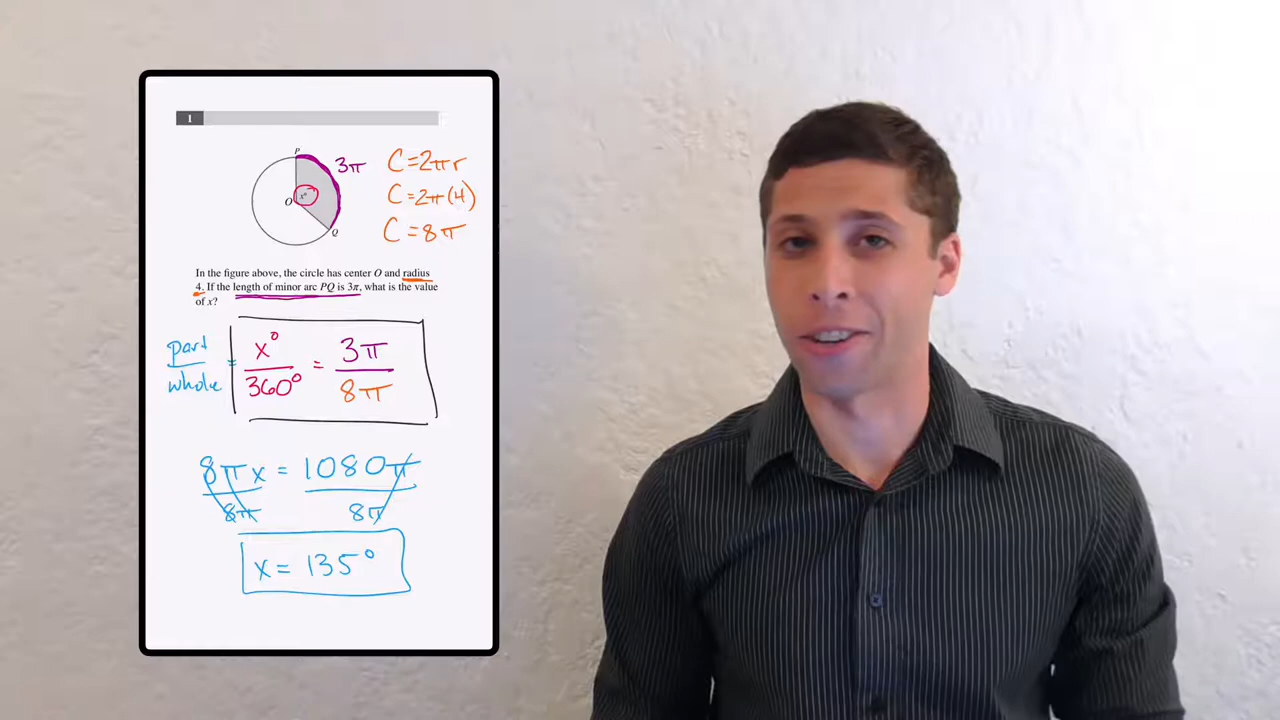 1
P
3π
C=2πr
C=2π(4)
C=8π
O
x°
Q
In the figure above, the circle has center O and radius
4. If the length of minor arc PQ is 3π, what is the value
of x?
part
whole
=
x°
360°
=
3π
8π
8πx = 1080π
8π
8π
x = 135°